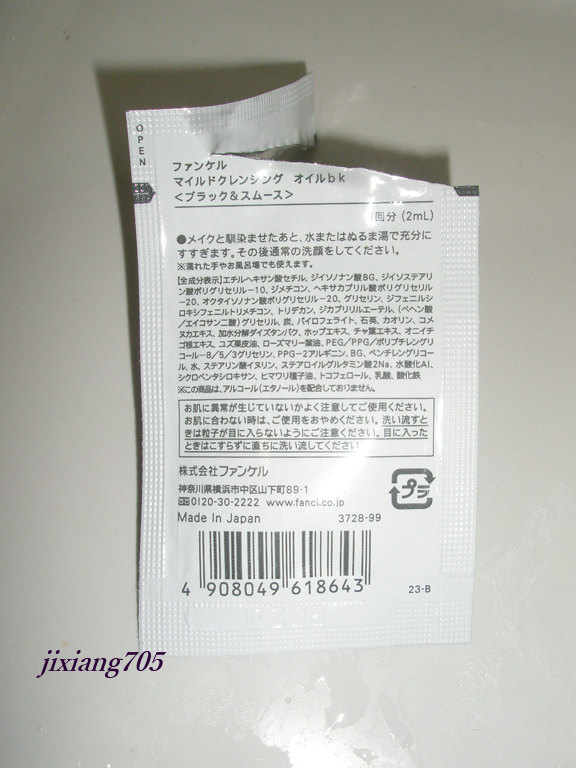 OPEN
ファンケル
マイルドクレンジング オイルbk
<ブラック&スムース>
回分 (2mL)
●メイクと馴染ませたあと、水またはぬるま湯で充分に
すすぎます。その後通常の洗顔をしてください。
※濡れた手やお風呂場でも使えます。
【全成分表示】エチルヘキサン酸セチル、ジイソノナン酸BG、ジイソステアリ
ン酸ポリグリセリル-10、ジメチコン、ヘキサカプリル酸ポリグリセリル
-20、オクタイソノナン酸ポリグリセリル-20、グリセリン、ジフェニルシ
ロキシフェニルトリメチコン、トリデカン、ジカプリリルエーテル、(ベヘン酸
/エイコサン二酸)グリセリル、炭、パイロフェライト、石英、カオリン、コメ
ヌカエキス、加水分解ダイズタンパク、ホップエキス、チャ葉エキス、オニイチ
ゴ根エキス、ユズ果皮油、ローズマリー葉油、PEG/PPG/ポリブチレングリ
コール-8/5/3グリセリン、PPG-2アルギニン、BG、ペンチレングリコー
ル、水、ステアリン酸イヌリン、ステアロイルグルタミン酸2Na、水酸化Al、
シクロペンタシロキサン、ヒマワリ種子油、トコフェロール、乳酸、酸化鉄
※この商品は、アルコール(エタノール)を配合しておりません。
お肌に異常が生じていないかよく注意してご使用ください。
お肌に合わない時は、ご使用をおやめください。洗い流すと
きは粒子が目に入らないようにご注意ください。目に入った
ときはこすらずに直ちに洗い流してください。
株式会社ファンケル
神奈川県横浜市中区山下町89-1
0120-30-2222 www.fancl.co.jp
プラ
Made In Japan 3728-99
4 908049 618643
23-B
jixiang705